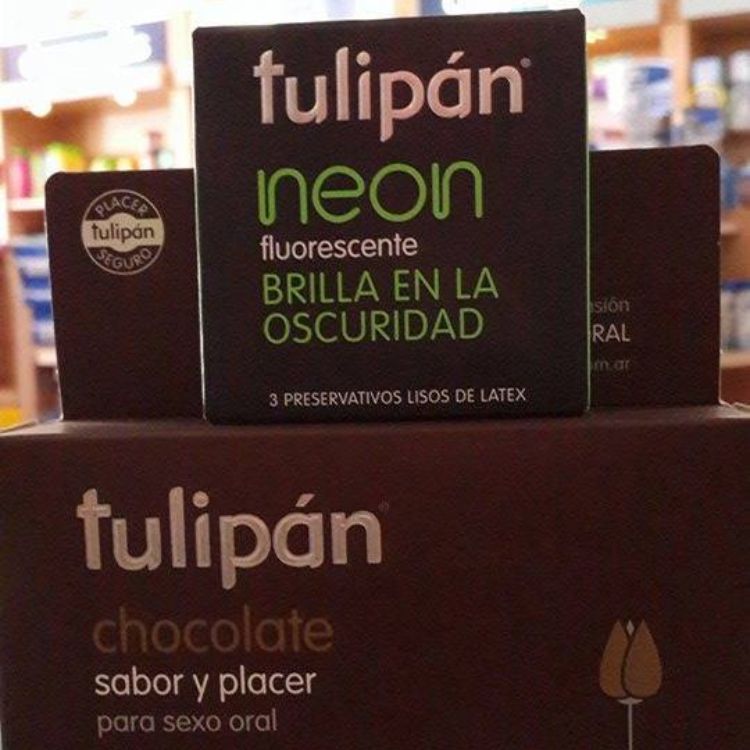 tulipán
neon
fluorescente
BRILLA EN LA
OSCURIDAD
3 PRESERVATIVOS LISOS DE LATEX
PLACER
tulipán
SEGURO
tulipán
chocolate
sabor y placer
para sexo oral